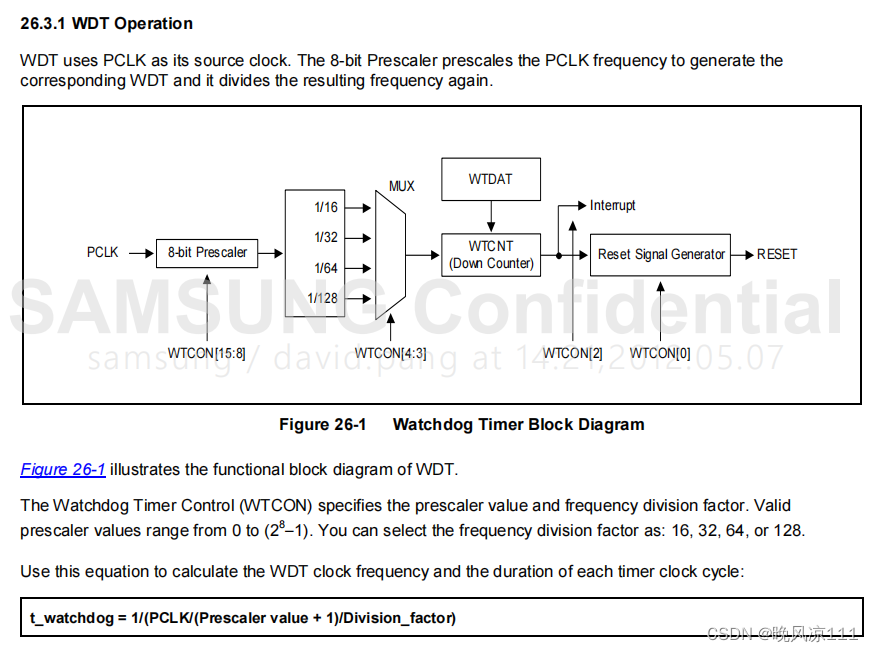 26.3.1 WDT Operation
WDT uses PCLK as its source clock. The 8-bit Prescaler prescales the PCLK frequency to generate the
corresponding WDT and it divides the resulting frequency again.
MUX
WTDAT
1/16
Interrupt
1/32
PCLK
8-bit Prescaler
WTCNT
(Down Counter)
Reset Signal Generator
RESET
1/64
1/128
SAMSUNG Confidential
WTCON[15:8]
WTCON[4:3]
WTCON[2]
WTCON[0]
samsung / david.pang at 14:21,2012.05.07
Figure 26-1 Watchdog Timer Block Diagram
Figure 26-1 illustrates the functional block diagram of WDT.
The Watchdog Timer Control (WTCON) specifies the prescaler value and frequency division factor. Valid
prescaler values range from 0 to (2⁸–1). You can select the frequency division factor as: 16, 32, 64, or 128.
Use this equation to calculate the WDT clock frequency and the duration of each timer clock cycle:
t_watchdog = 1/(PCLK/(Prescaler value + 1)/Division_factor)
CSDN @晚风凉111